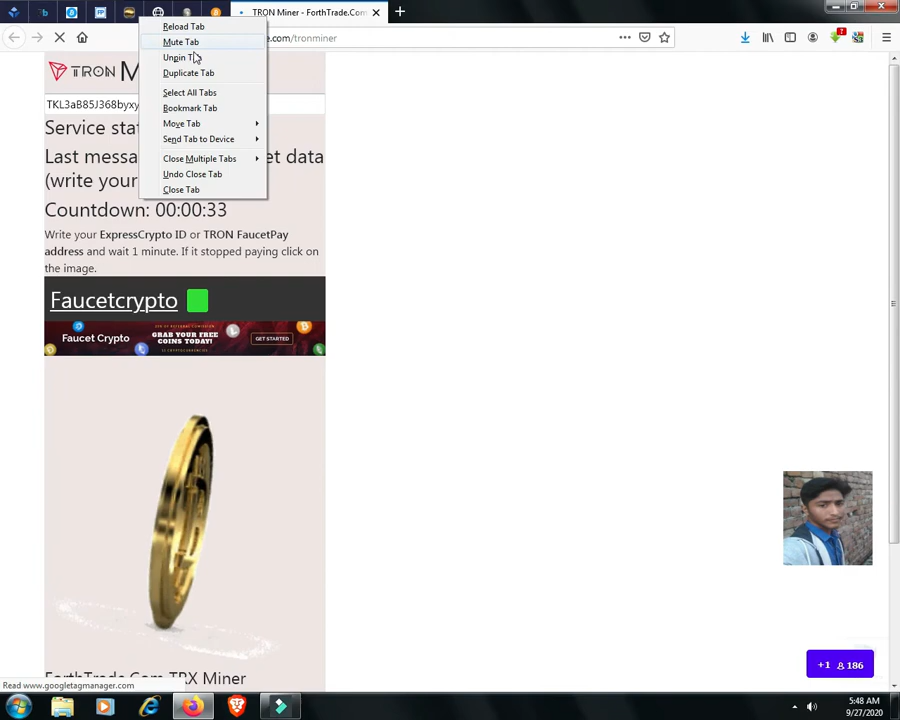 TRON Miner - ForthTrade.Com
Reload Tab
Mute Tab
Unpin T
Duplicate Tab
Select All Tabs
Bookmark Tab
Move Tab
Send Tab to Device
Close Multiple Tabs
Undo Close Tab
Close Tab
e.com/tronminer
TRON M
TKL3aB85J368byxy
Service stat
Last messa et data
(write your
Countdown: 00:00:33
Write your ExpressCrypto ID or TRON FaucetPay
address and wait 1 minute. If it stopped paying click on
the image.
Faucetcrypto
Faucet Crypto
GRAB YOUR FREE
COINS TODAY!
GET STARTED
ForthTrade.Com TRX Miner
+1 186
Read www.googletagmanager.com
5:48 AM
9/27/2020